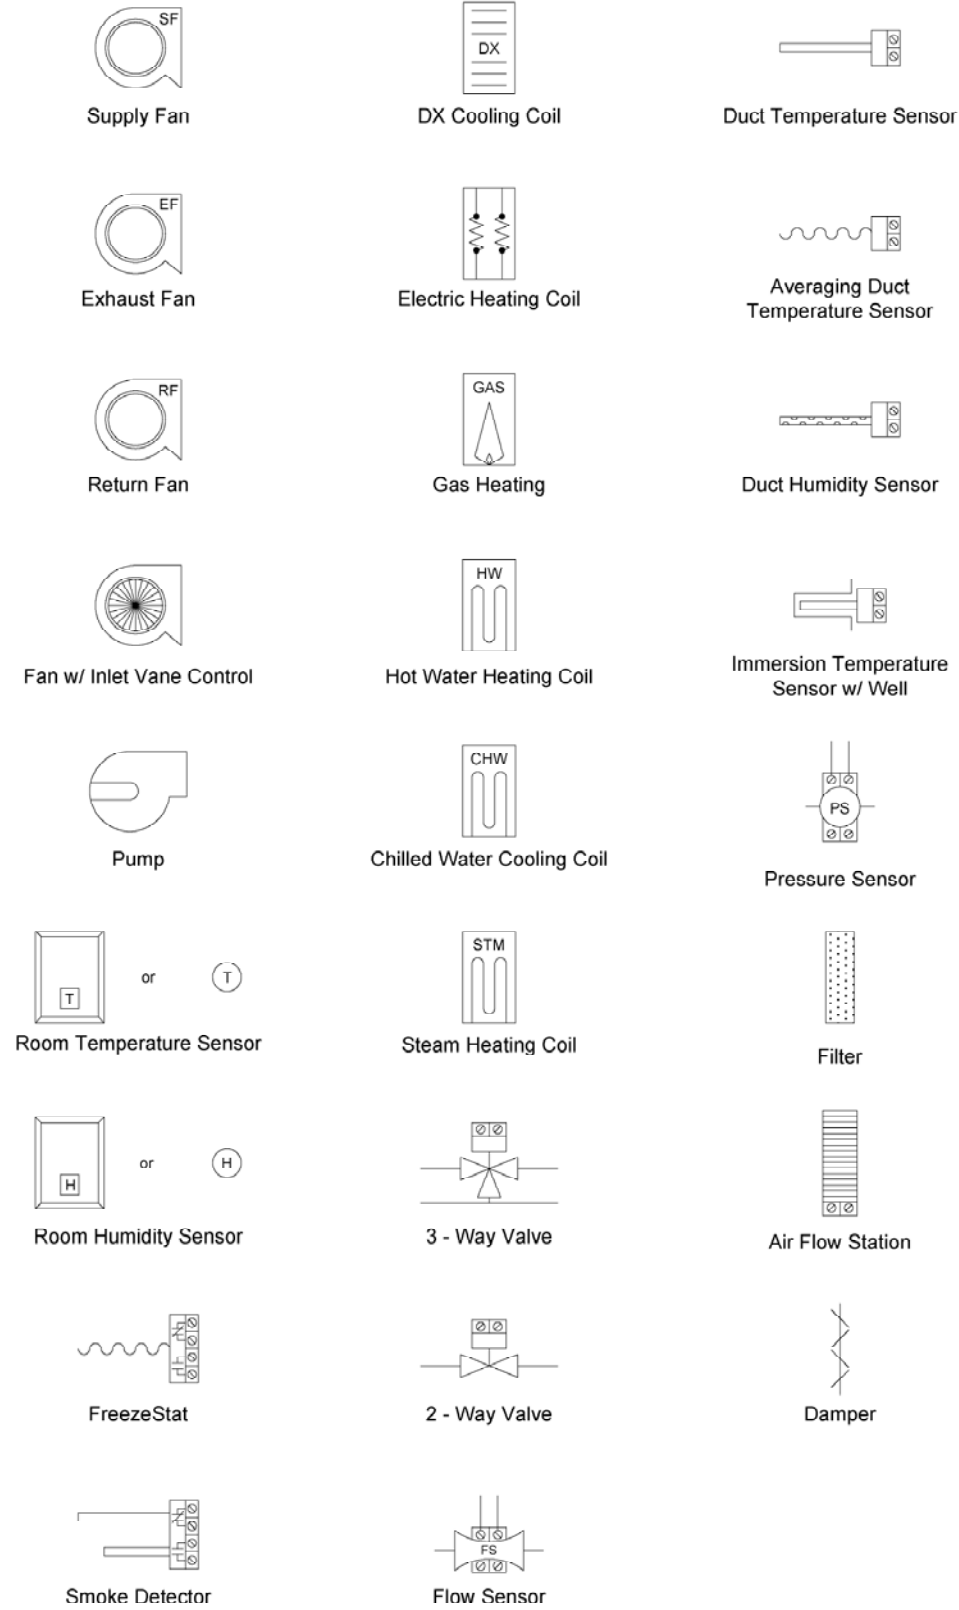 SF
DX
Supply Fan
DX Cooling Coil
Duct Temperature Sensor
EF
Exhaust Fan
Electric Heating Coil
Averaging Duct
Temperature Sensor
RF
GAS
Return Fan
Gas Heating
Duct Humidity Sensor
HW
Fan w/ Inlet Vane Control
Hot Water Heating Coil
Immersion Temperature
Sensor w/ Well
CHW
PS
Pump
Chilled Water Cooling Coil
Pressure Sensor
T or T
STM
Room Temperature Sensor
Steam Heating Coil
Filter
H or H
Room Humidity Sensor
3 - Way Valve
Air Flow Station
FreezeStat
2 - Way Valve
Damper
FS
Smoke Detector
Flow Sensor